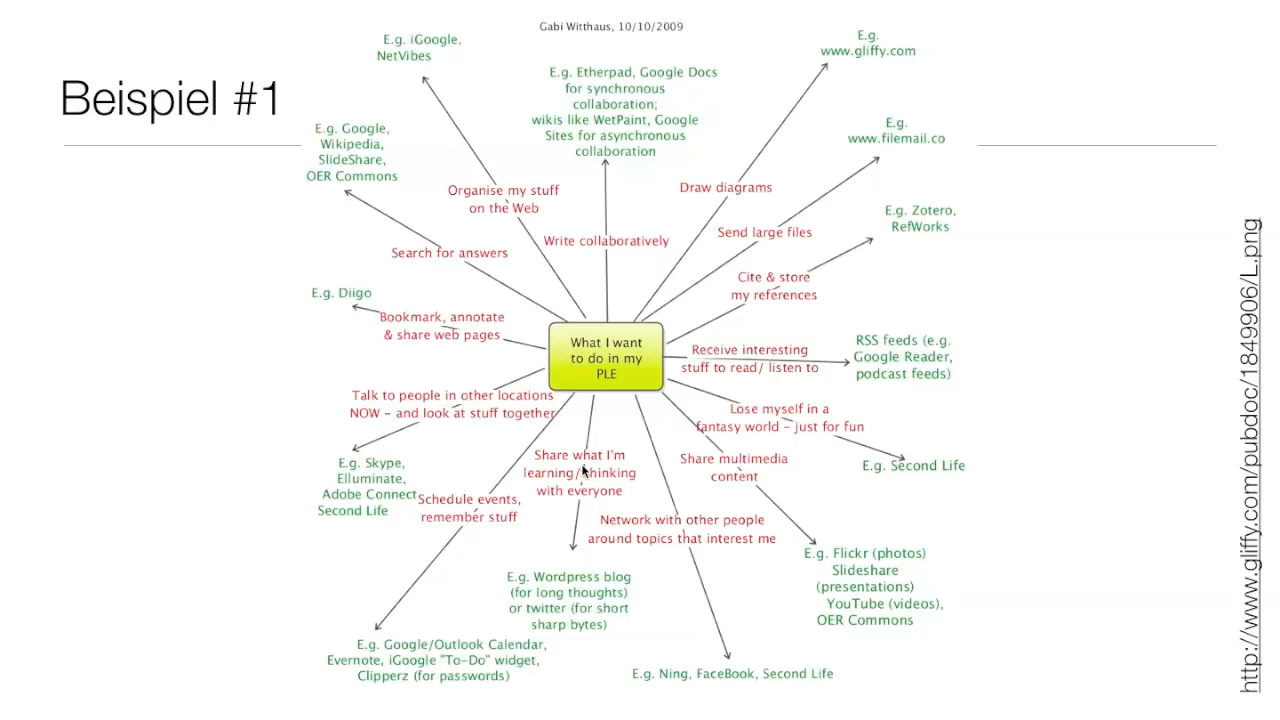 Gabi Witthaus, 10/10/2009
Beispiel #1
E.g. iGoogle,
NetVibes
E.g. Etherpad, Google Docs
for synchronous
collaboration;
wikis like WetPaint, Google
Sites for asynchronous
collaboration
E.g.
www.gliffy.com
E.g.
www.filemail.co
E.g. Google,
Wikipedia,
SlideShare,
OER Commons
Organise my stuff
on the Web
Draw diagrams
Write collaboratively
Send large files
E.g. Zotero,
RefWorks
Search for answers
Cite & store
my references
E.g. Diigo
Bookmark, annotate
& share web pages
What I want
to do in my
PLE
Receive interesting
stuff to read/ listen to
RSS feeds (e.g.
Google Reader,
podcast feeds)
Talk to people in other locations
NOW – and look at stuff together
Lose myself in a
fantasy world – just for fun
E.g. Second Life
E.g. Skype,
Elluminate,
Adobe Connect
Second Life
Share what I'm
learning/thinking
with everyone
Share multimedia
content
Schedule events,
remember stuff
Network with other people
around topics that interest me
E.g. Flickr (photos)
Slideshare
(presentations)
YouTube (videos),
OER Commons
E.g. Wordpress blog
(for long thoughts)
or twitter (for short
sharp bytes)
E.g. Google/Outlook Calendar,
Evernote, iGoogle "To-Do" widget,
Clipperz (for passwords)
E.g. Ning, FaceBook, Second Life
http://www.gliffy.com/pubdoc/1849906/L.png